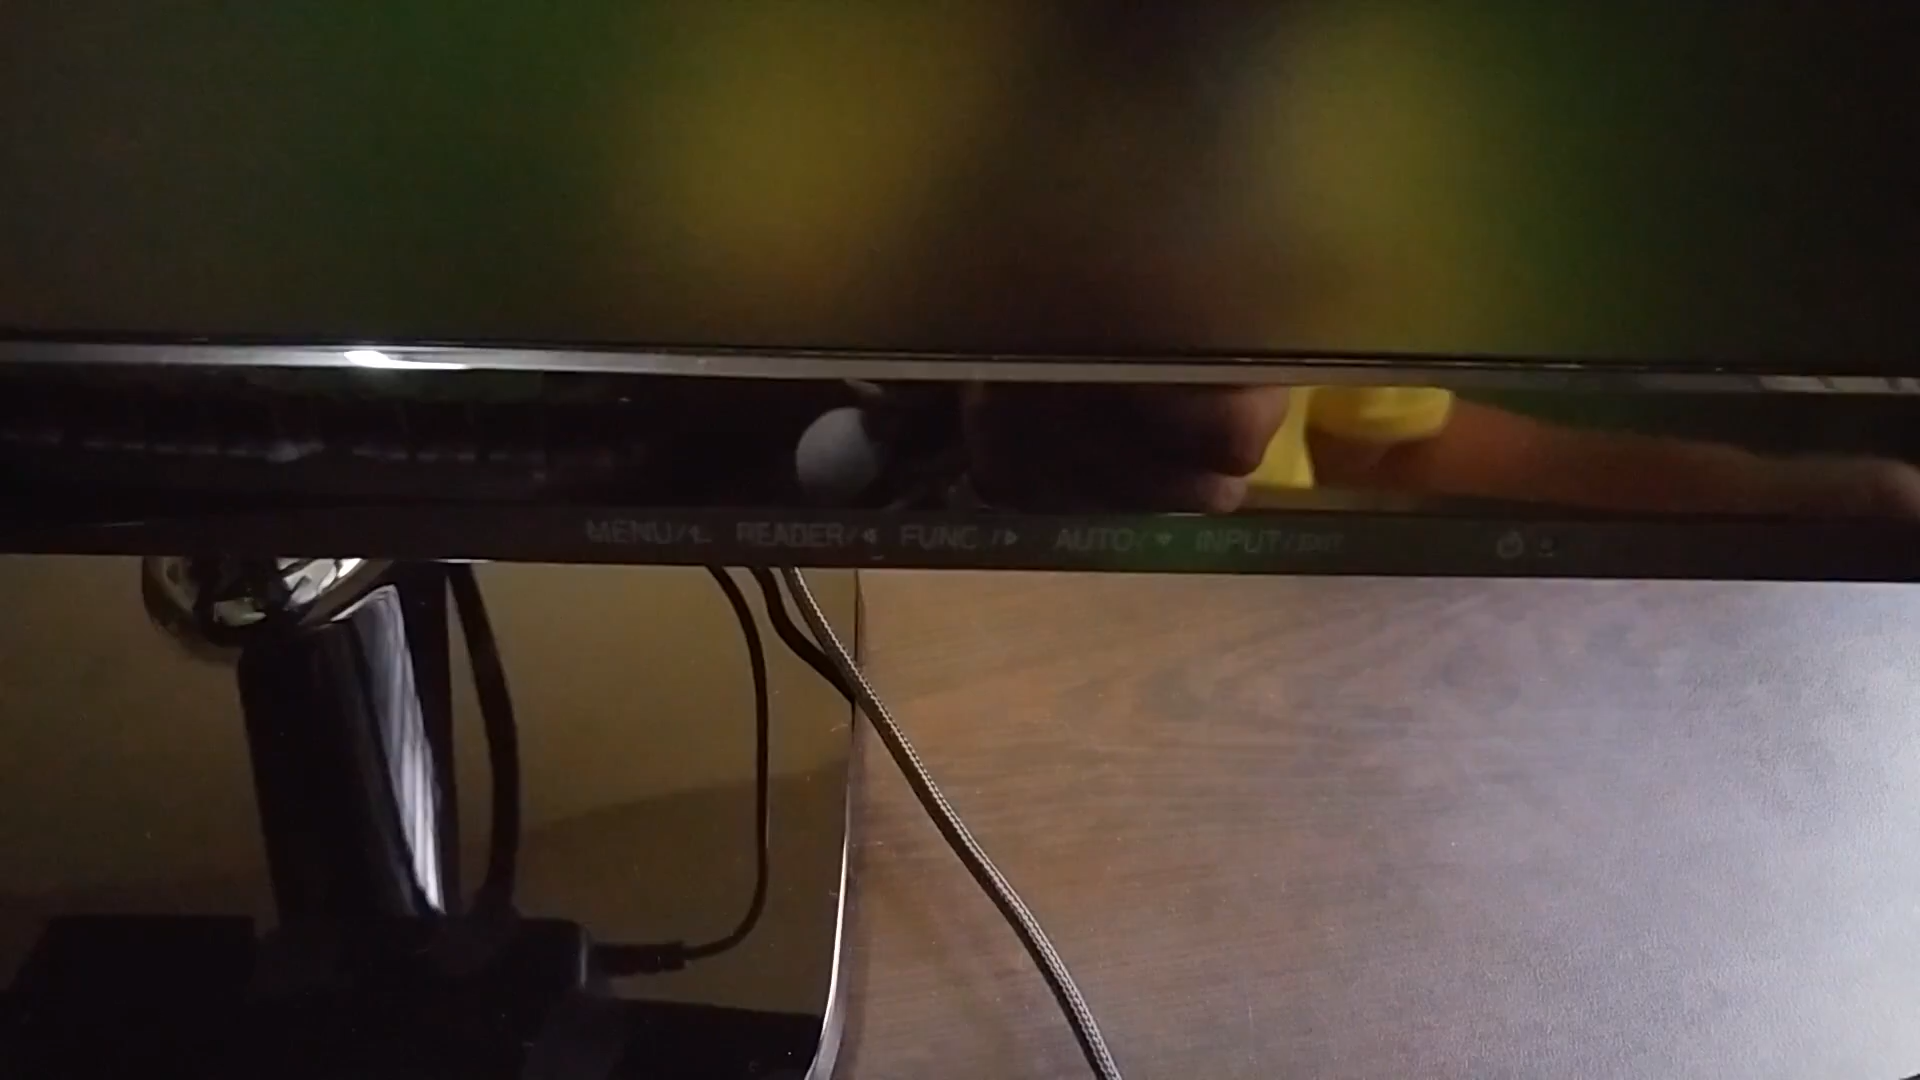 MENU/ READER/◀ FUNC./▶ AUTO/▼ INPUT/EXIT